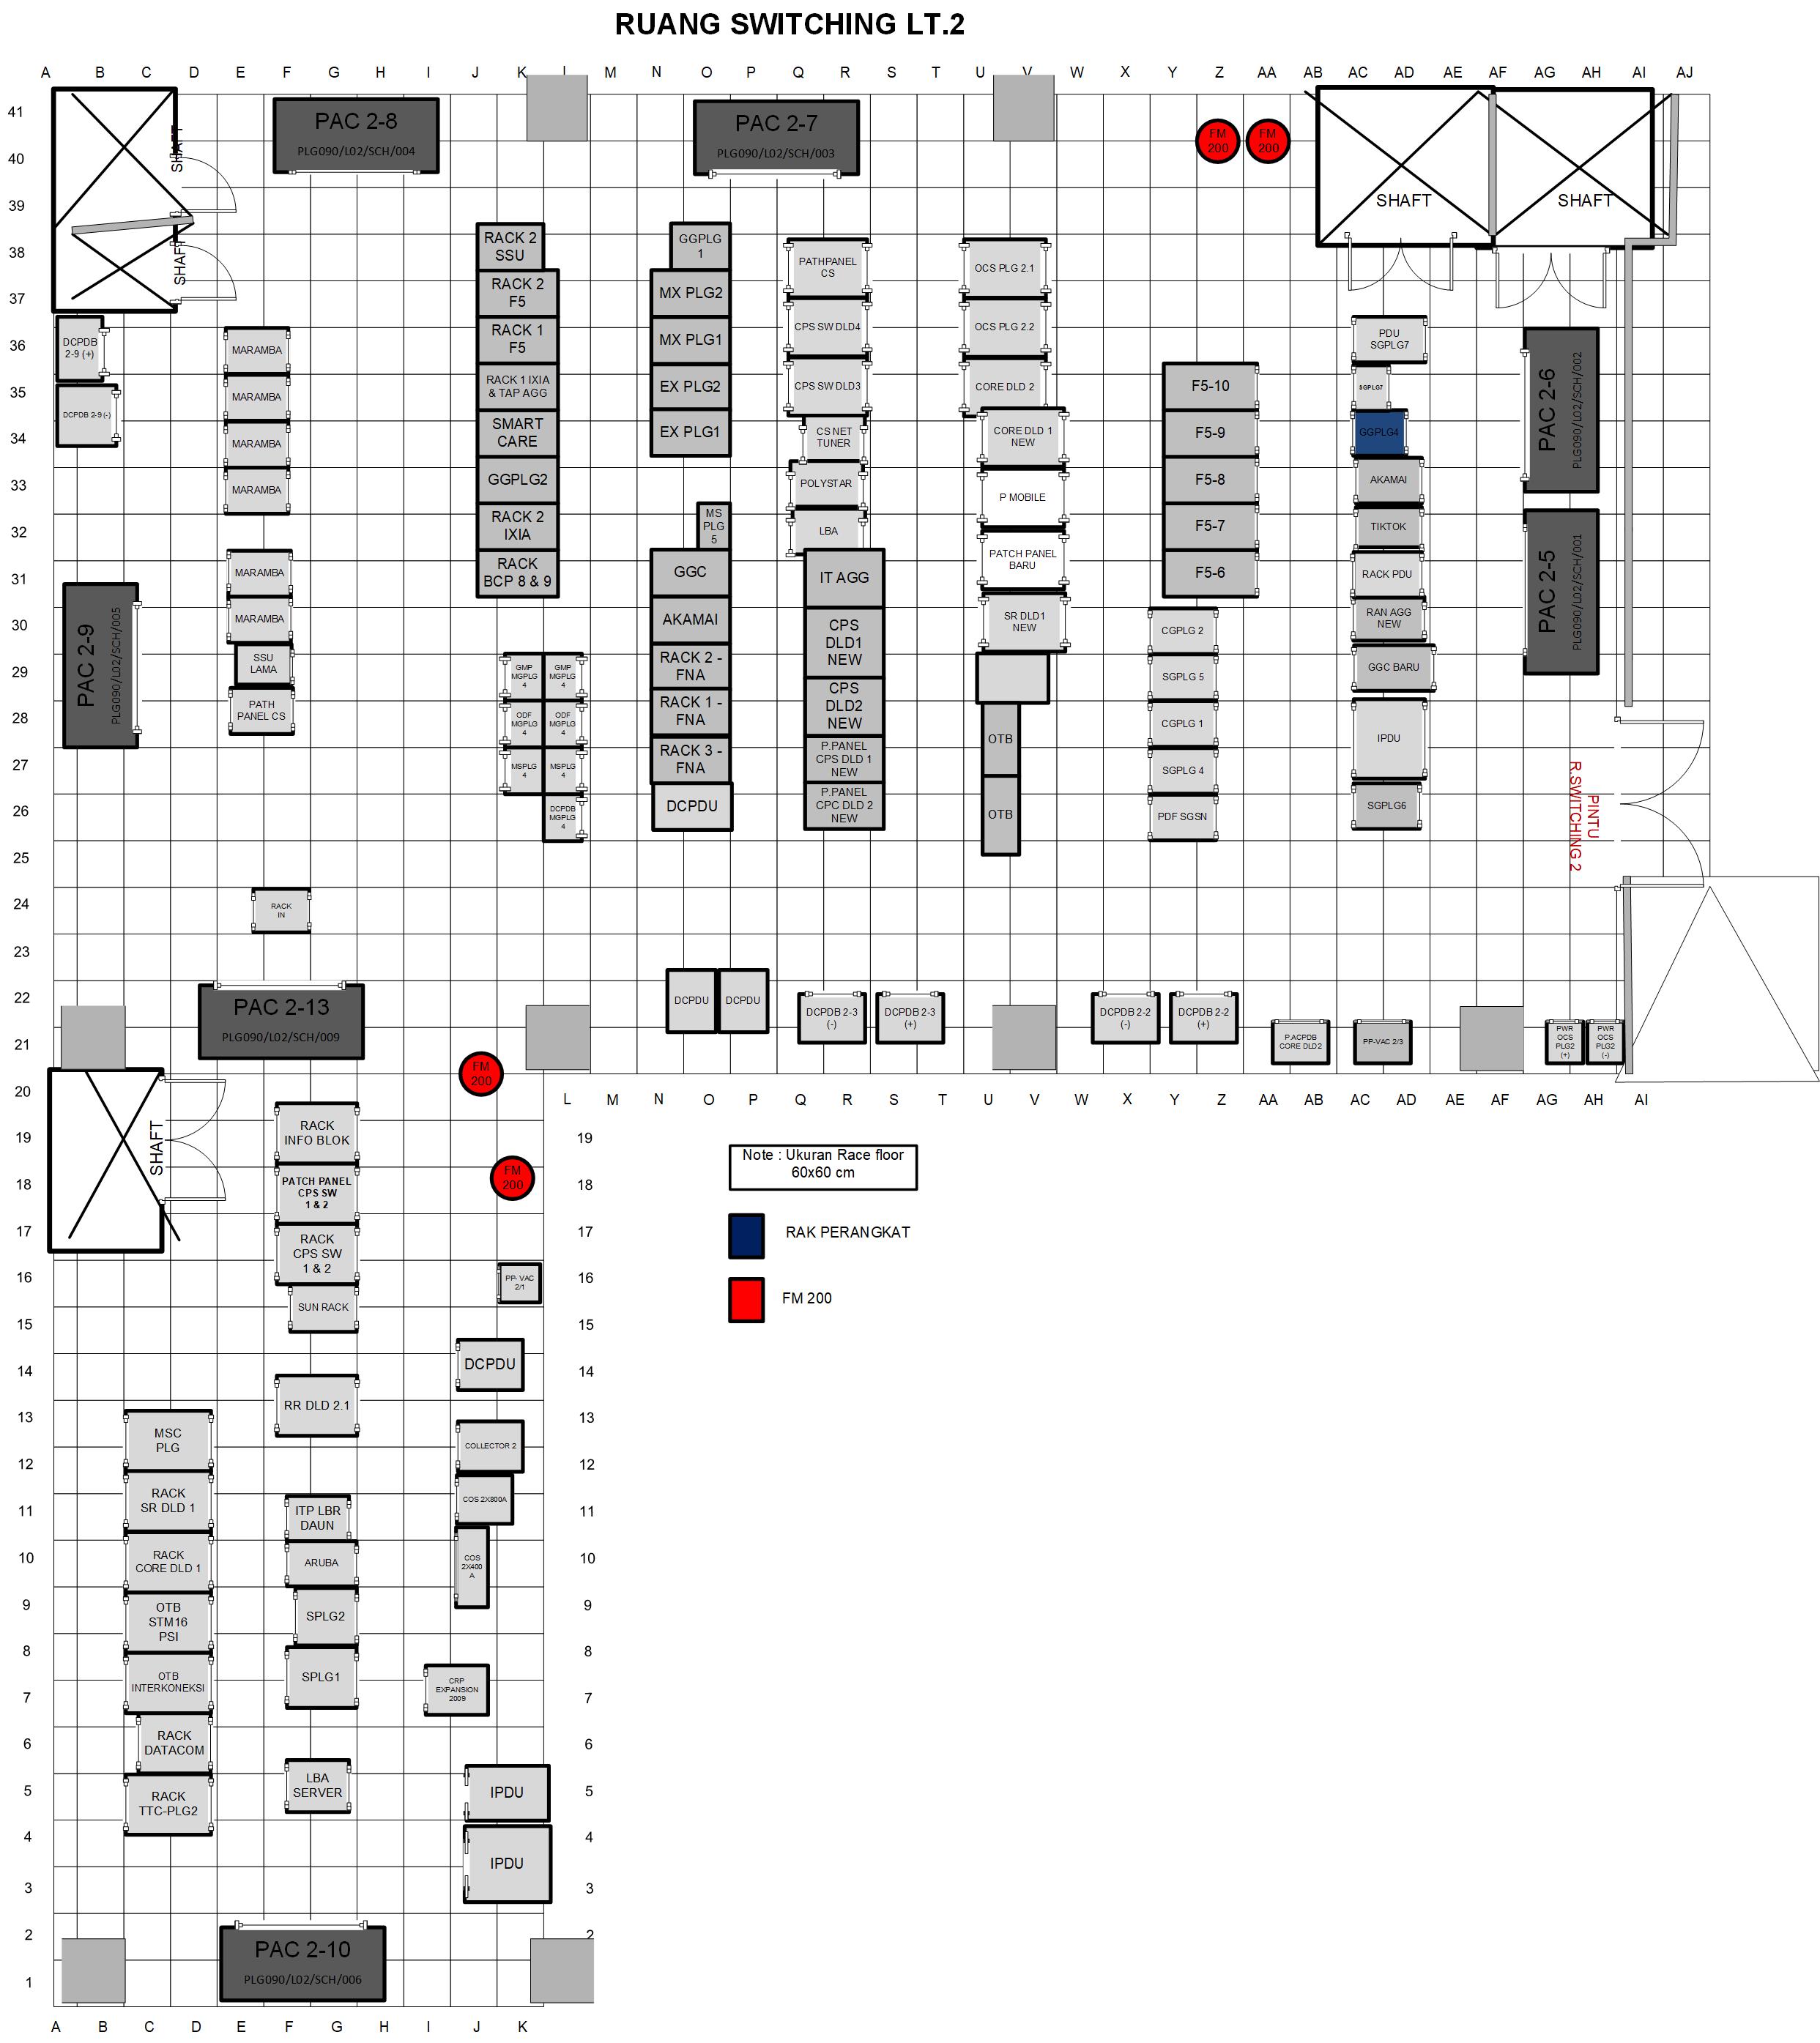 RUANG SWITCHING LT.2
A B C D E F G H I J K L M N O P Q R S T U V W X Y Z AA AB AC AD AE AF AG AH AI AJ
41
40
39
38
37
36
35
34
33
32
31
30
29
28
27
26
25
24
23
22
21
20
19
18
17
16
15
14
13
12
11
10
9
8
7
6
5
4
3
2
1
SHAFT
SHAFT
PAC 2-8
PLG090/L02/SCH/004
PAC 2-7
PLG090/L02/SCH/003
FM
200
FM
200
SHAFT
SHAFT
DCPDB
2-9 (+)
DCPDB 2-9 (-)
PAC 2-9
PLG090/L02/SCH/005
MARAMBA
MARAMBA
MARAMBA
MARAMBA
MARAMBA
MARAMBA
SSU
LAMA
PATH
PANEL CS
RACK
IN
RACK 2
SSU
RACK 2
F5
RACK 1
F5
RACK 1 IXIA
& TAP AGG
SMART
CARE
GGPLG2
RACK 2
IXIA
RACK
BCP 8 & 9
GMP
MGPLG
4
GMP
MGPLG
4
ODF
MGPLG
4
ODF
MGPLG
4
MSPLG
4
MSPLG
4
DCPDB
MGPLG
4
GGPLG
1
MX PLG2
MX PLG1
EX PLG2
EX PLG1
MS
PLG
5
GGC
AKAMAI
RACK 2 -
FNA
RACK 1 -
FNA
RACK 3 -
FNA
DCPDU
PATHPANEL
CS
CPS SW DLD4
CPS SW DLD3
CS NET
TUNER
POLYSTAR
LBA
IT AGG
CPS
DLD1
NEW
CPS
DLD2
NEW
P.PANEL
CPS DLD 1
NEW
P.PANEL
CPC DLD 2
NEW
OCS PLG 2.1
OCS PLG 2.2
CORE DLD 2
CORE DLD 1
NEW
P MOBILE
PATCH PANEL
BARU
SR DLD1
NEW
OTB
OTB
F5-10
F5-9
F5-8
F5-7
F5-6
CGPLG 2
SGPLG 5
CGPLG 1
SGPLG 4
PDF SGSN
PDU
SGPLG7
SGPLG7
GGPLG4
AKAMAI
TIKTOK
RACK PDU
RAN AGG
NEW
GGC BARU
IPDU
SGPLG6
PAC 2-6
PLG090/L02/SCH/002
PAC 2-5
PLG090/L02/SCH/001
PINTU
R.SWITCHING 2
PAC 2-13
PLG090/L02/SCH/009
DCPDU
DCPDU
DCPDB 2-3
(-)
DCPDB 2-3
(+)
DCPDB 2-2
(-)
DCPDB 2-2
(+)
P.ACPDB
CORE DLD2
PP-VAC 2/3
PWR
OCS
PLG2
(+)
PWR
OCS
PLG2
(-)
L M N O P Q R S T U V W X Y Z AA AB AC AD AE AF AG AH AI
FM
200
FM
200
SHAFT
RACK
INFO BLOK
PATCH PANEL
CPS SW
1 & 2
RACK
CPS SW
1 & 2
SUN RACK
RR DLD 2.1
PP- VAC
2/1
DCPDU
COLLECTOR 2
COS 2X800A
COS
2X400
A
MSC
PLG
RACK
SR DLD 1
RACK
CORE DLD 1
OTB
STM16
PSI
OTB
INTERKONEKSI
RACK
DATACOM
RACK
TTC-PLG2
ITP LBR
DAUN
ARUBA
SPLG2
SPLG1
LBA
SERVER
CRP
EXPANSION
2009
IPDU
IPDU
PAC 2-10
PLG090/L02/SCH/006
19
18
17
16
15
14
13
12
11
10
9
8
7
6
5
4
3
2
Note : Ukuran Race floor
60x60 cm
RAK PERANGKAT
FM 200
A B C D E F G H I J K